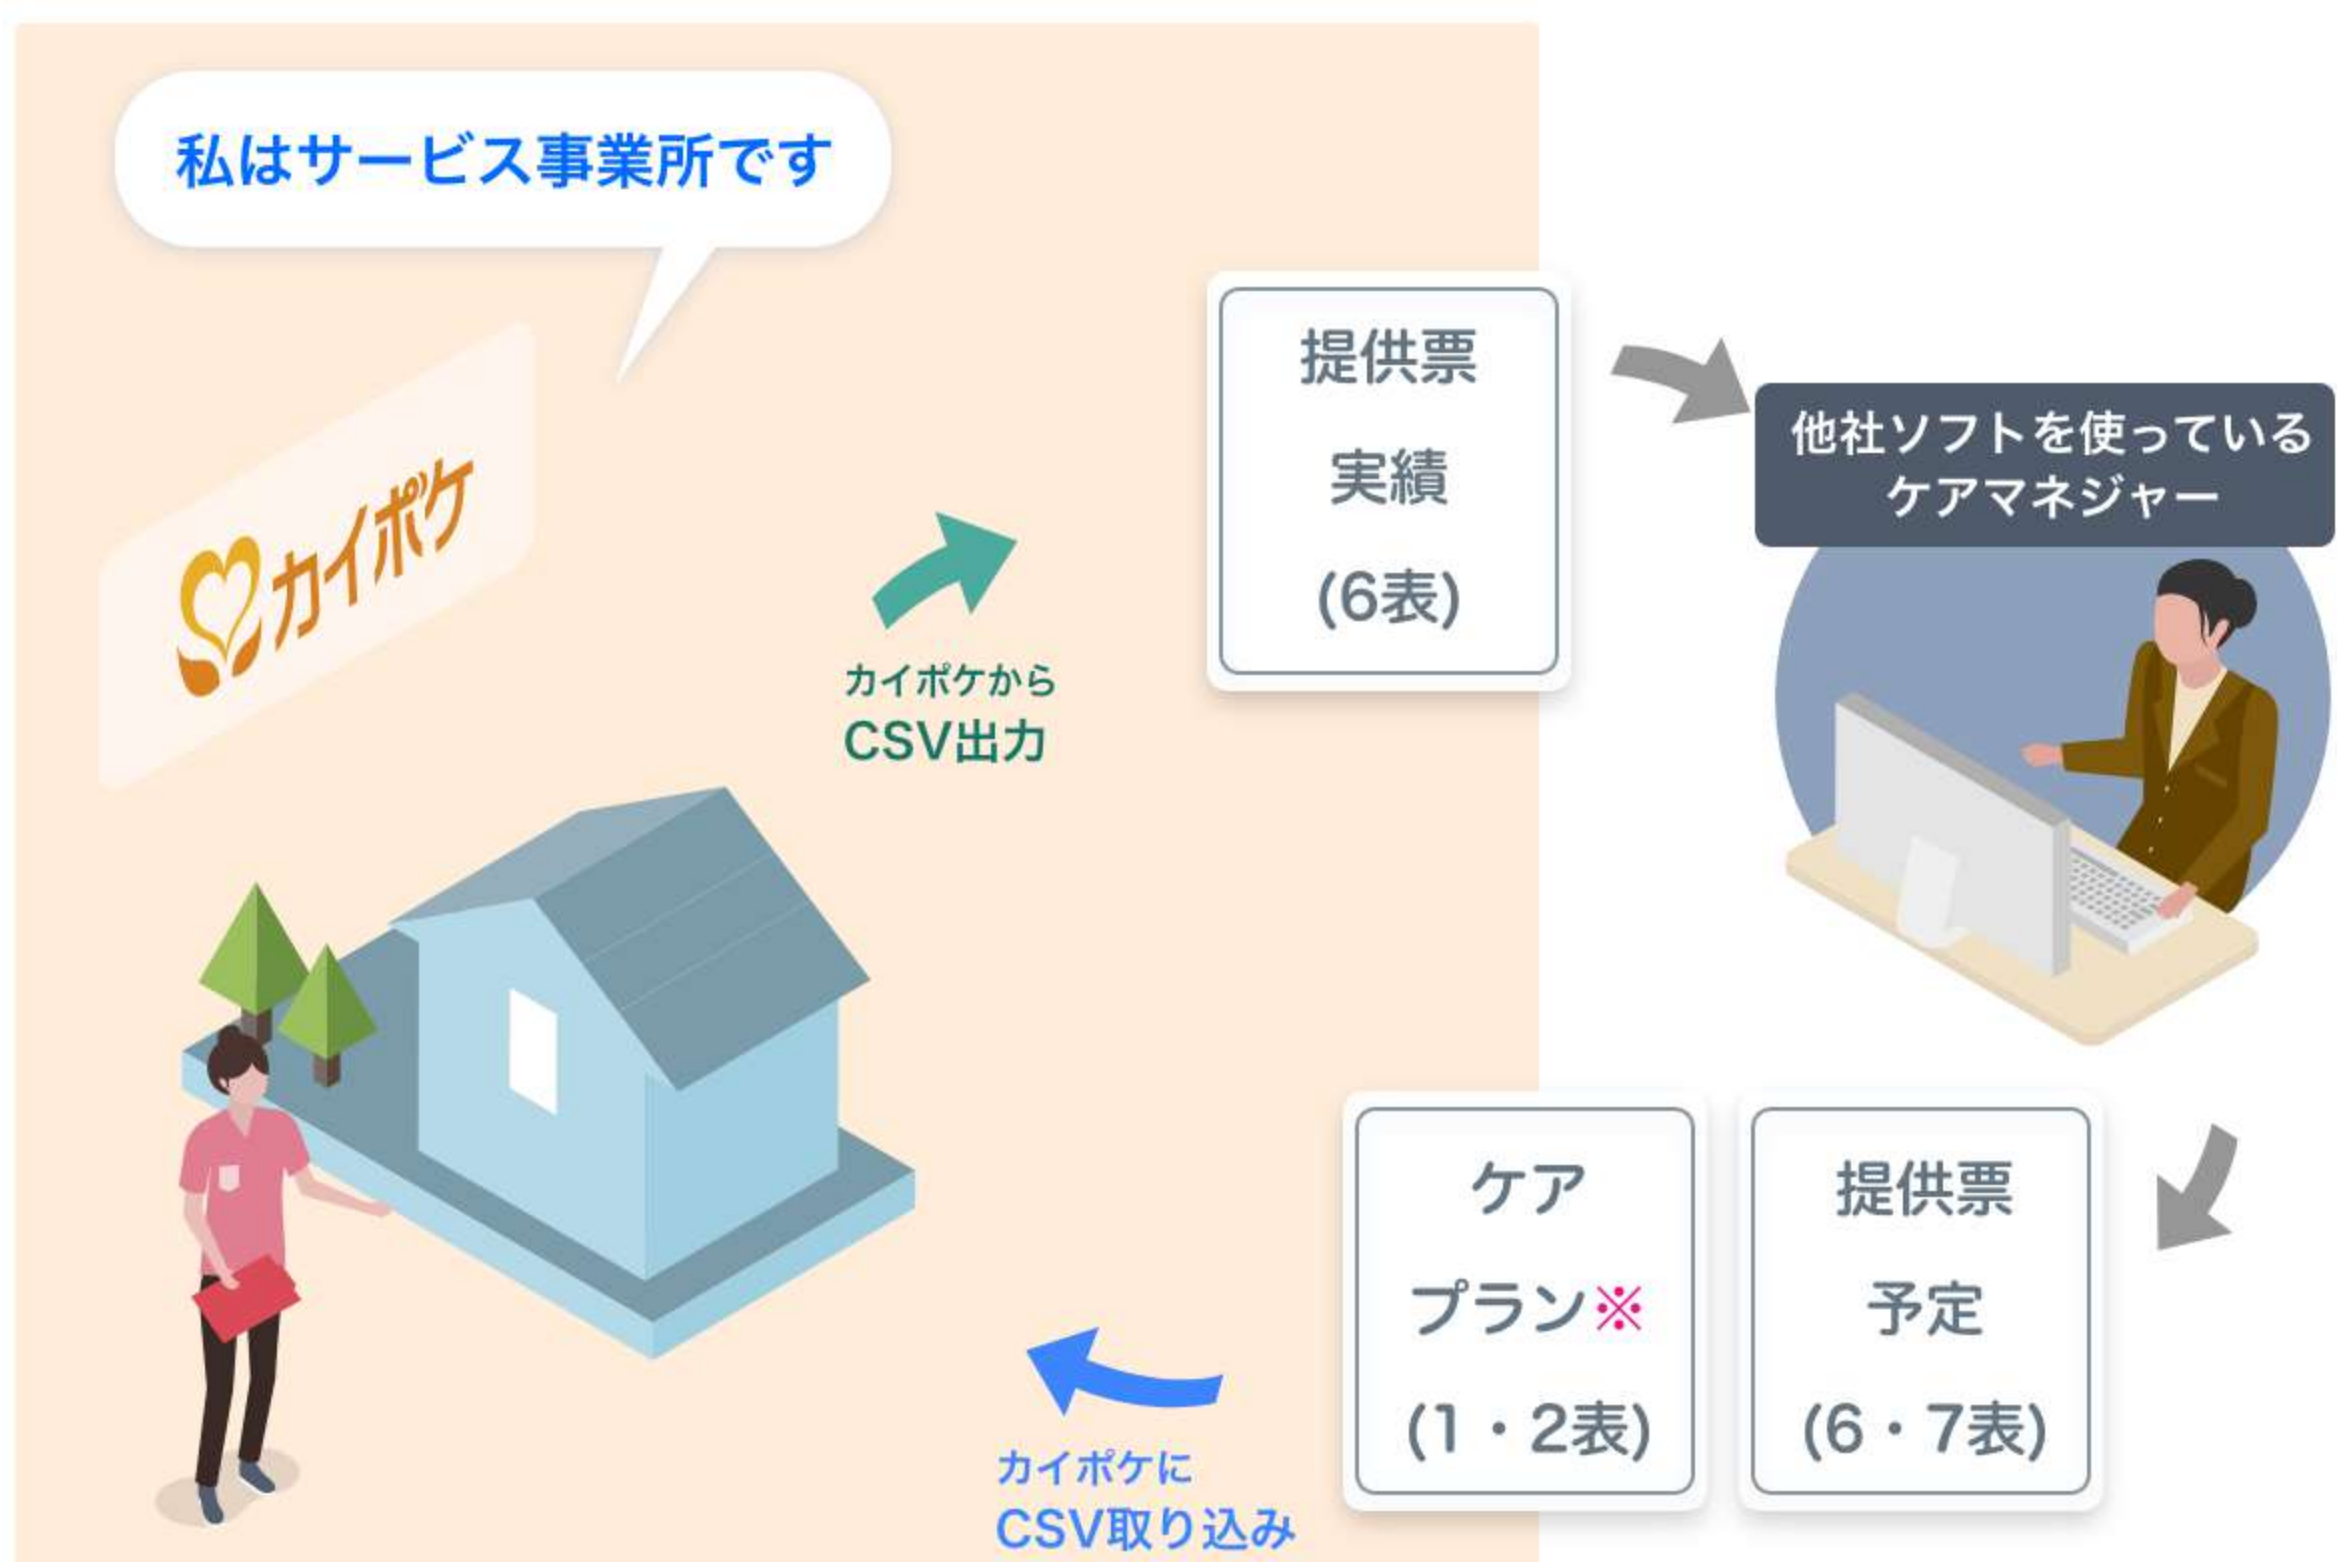 私はサービス事業所です
カイポケ
カイポケから
CSV出力
提供票
実績
(6表)
他社ソフトを使っている
ケアマネジャー
提供票
予定
(6・7表)
ケア
プラン※
(1・2表)
カイポケに
CSV取り込み